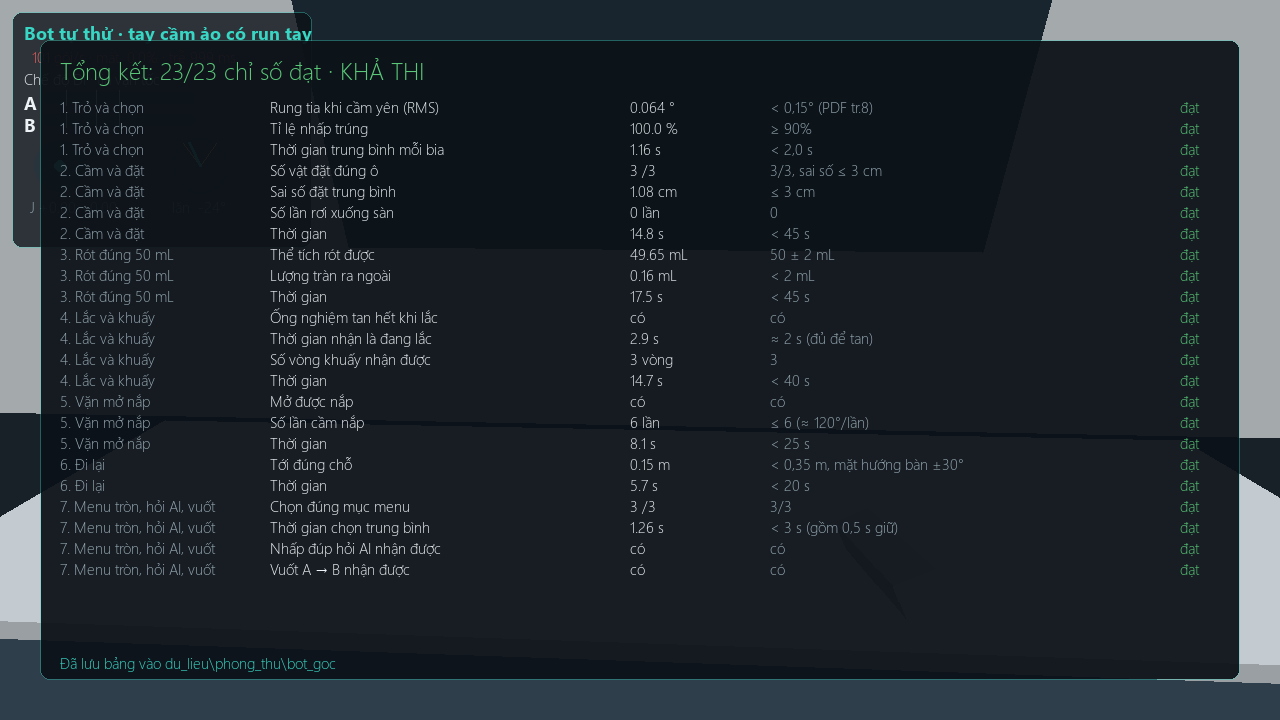 Bot tự thử · tay cầm ảo có run tay
Tổng kết: 23/23 chỉ số đạt · KHẢ THI
1. Trỏ và chọn Rung tia khi cầm yên (RMS) 0.064 ° < 0,15° (PDF tr.8) đạt
A
1. Trỏ và chọn Tỉ lệ nhấp trúng 100.0 % ≥ 90% đạt
B
1. Trỏ và chọn Thời gian trung bình mỗi bia 1.16 s < 2,0 s đạt
2. Cầm và đặt Số vật đặt đúng ô 3 /3 3/3, sai số ≤ 3 cm đạt
2. Cầm và đặt Sai số đặt trung bình 1.08 cm ≤ 3 cm đạt
2. Cầm và đặt Số lần rơi xuống sàn 0 lần 0 đạt
2. Cầm và đặt Thời gian 14.8 s < 45 s đạt
3. Rót đúng 50 mL Thể tích rót được 49.65 mL 50 ± 2 mL đạt
3. Rót đúng 50 mL Lượng tràn ra ngoài 0.16 mL < 2 mL đạt
3. Rót đúng 50 mL Thời gian 17.5 s < 45 s đạt
4. Lắc và khuấy Ống nghiệm tan hết khi lắc có có đạt
4. Lắc và khuấy Thời gian nhận là đang lắc 2.9 s ≈ 2 s (đủ để tan) đạt
4. Lắc và khuấy Số vòng khuấy nhận được 3 vòng 3 đạt
4. Lắc và khuấy Thời gian 14.7 s < 40 s đạt
5. Vặn mở nắp Mở được nắp có có đạt
5. Vặn mở nắp Số lần cầm nắp 6 lần ≤ 6 (≈ 120°/lần) đạt
5. Vặn mở nắp Thời gian 8.1 s < 25 s đạt
6. Đi lại Tới đúng chỗ 0.15 m < 0,35 m, mặt hướng bàn ±30° đạt
6. Đi lại Thời gian 5.7 s < 20 s đạt
7. Menu tròn, hỏi AI, vuốt Chọn đúng mục menu 3 /3 3/3 đạt
7. Menu tròn, hỏi AI, vuốt Thời gian chọn trung bình 1.26 s < 3 s (gồm 0,5 s giữ) đạt
7. Menu tròn, hỏi AI, vuốt Nhấp đúp hỏi AI nhận được có có đạt
7. Menu tròn, hỏi AI, vuốt Vuốt A → B nhận được có có đạt
Đã lưu bảng vào du_lieu\phong_thu\bot_goc